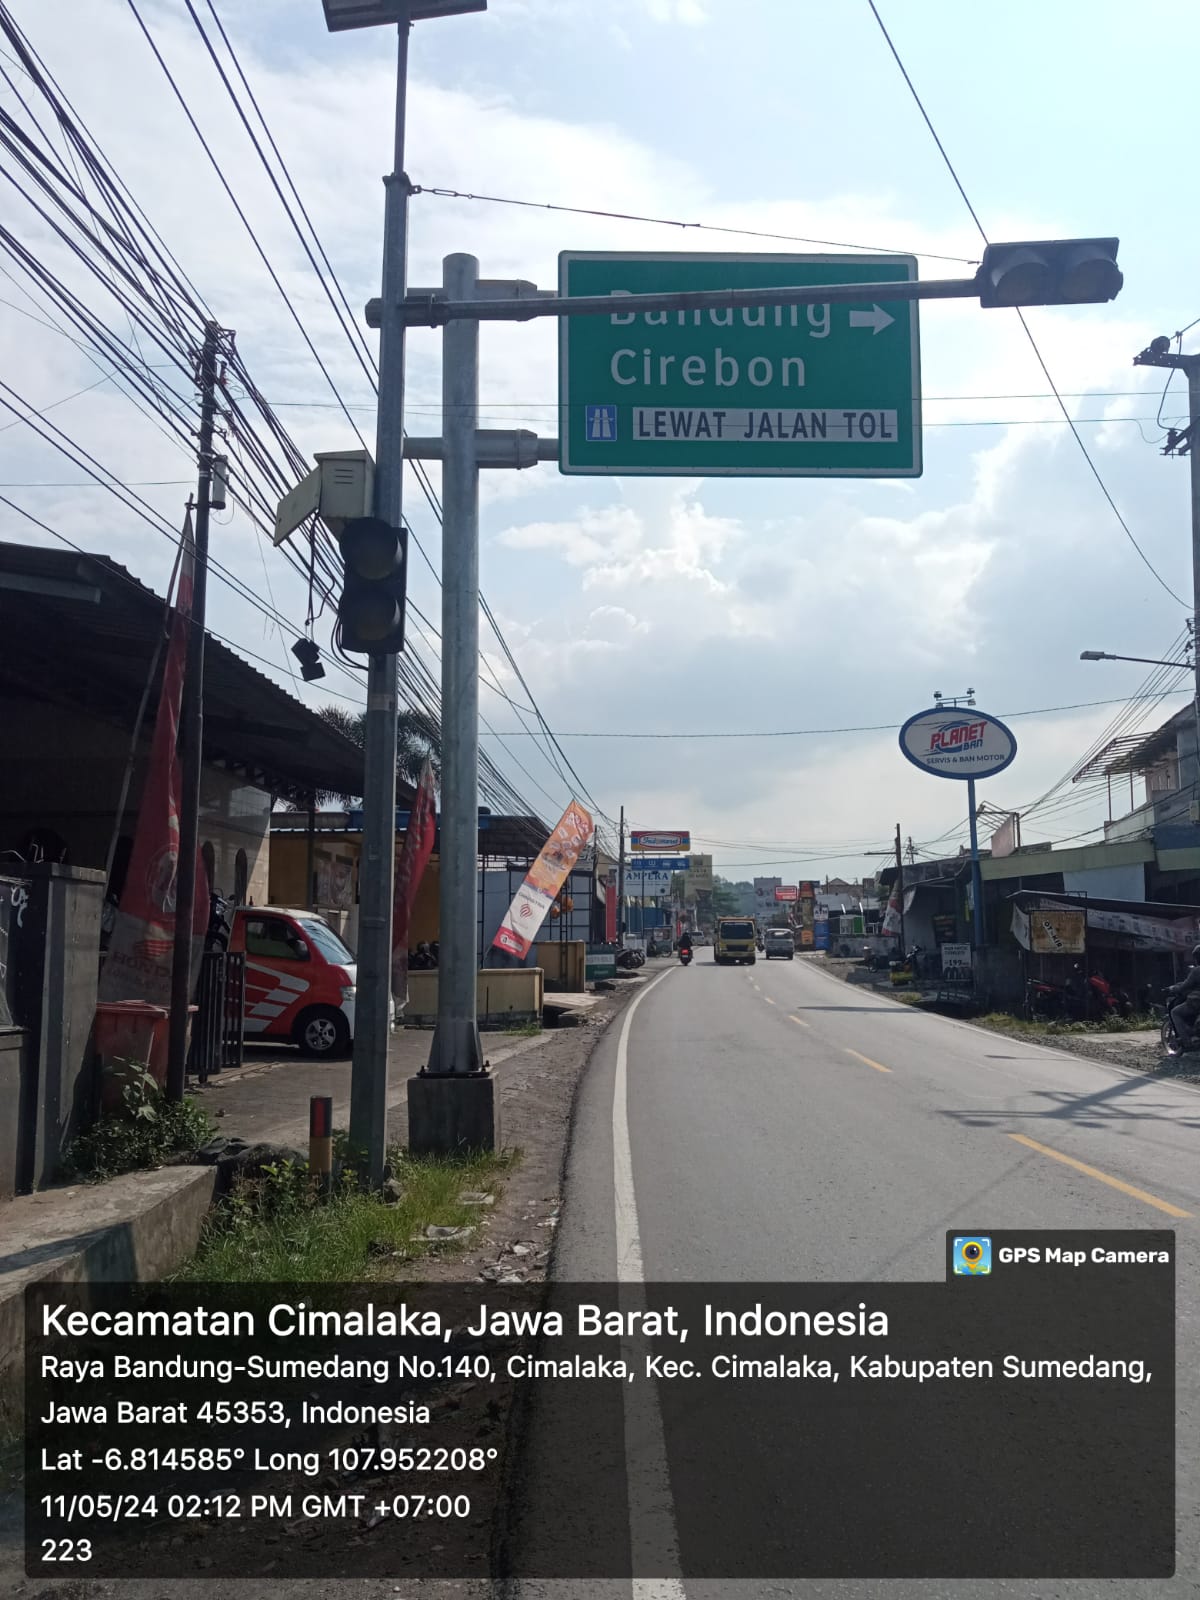 Bandung
Cirebon
LEWAT JALAN TOL
PLANET
BAN
SERVIS & BAN MOTOR
Indomaret
AMPERA
GPS Map Camera
Kecamatan Cimalaka, Jawa Barat, Indonesia
Raya Bandung-Sumedang No.140, Cimalaka, Kec. Cimalaka, Kabupaten Sumedang,
Jawa Barat 45353, Indonesia
Lat -6.814585° Long 107.952208°
11/05/24 02:12 PM GMT +07:00
223